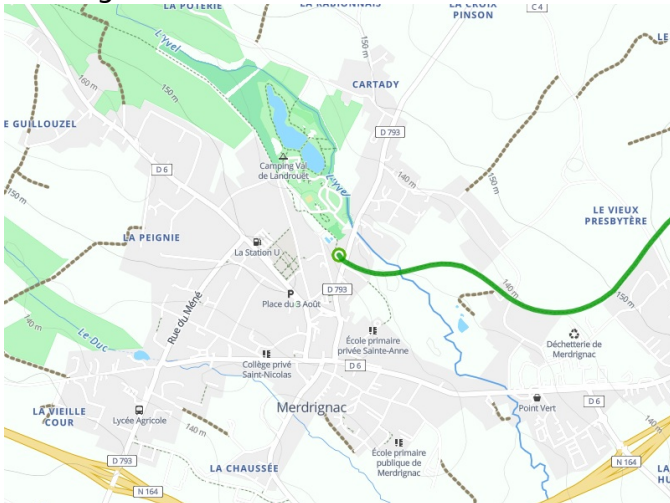 LA POTERIE
LA RABIONNAIS
LA CROIX
PINSON
C 4
L'Yvel
150 m
LE
160 m
150 m
CARTADY
E GUILLOUZEL
D 793
Camping Val
de Landrouët
D 6
L'Yvel
140 m
150 m
150 m
LE VIEUX
PRESBYTÈRE
LA PEIGNIE
La Station U
140 m
150 m
P
D 793
Place du 3 Août
Rue du Méné
140 m
Le Duc
École primaire
privée Sainte-Anne
Déchetterie de
Merdrignac
Collège privé
Saint-Nicolas
D 6
Merdrignac
Point Vert
D 6
LA VIEILLE
COUR
Lycée Agricole
140 m
École primaire
publique de
Merdrignac
D 793
LA CHAUSSÉE
N 164
N 164
LA